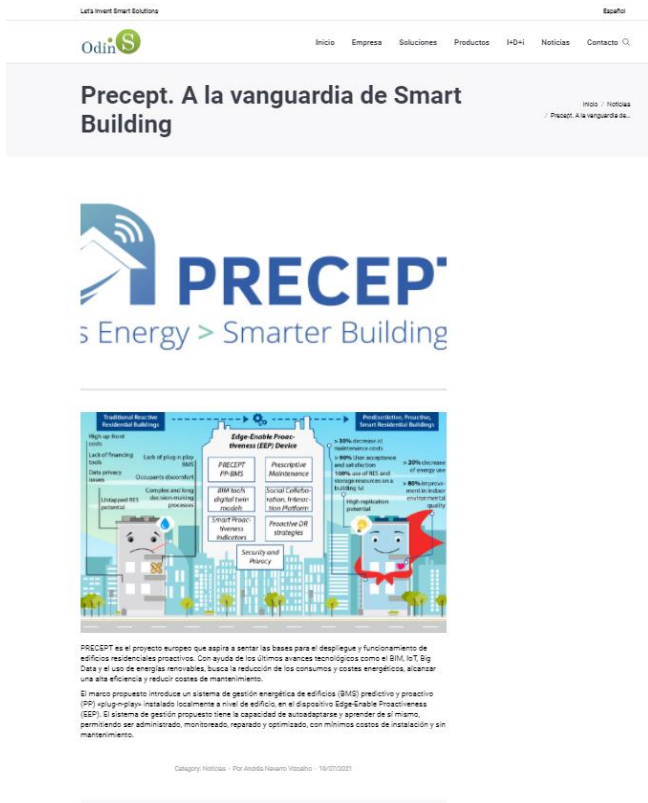 Let's Invent Smart Solutions
Español
OdinS
Inicio Empresa Soluciones Productos I+D+i Noticias Contacto
Precept. A la vanguardia de Smart
Building
Inicio / Noticias
/ Precept. A la vanguardia de...
PRECEPT
s Energy > Smarter Building
Traditional Reactive
Residential Buildings
Predictive, Proactive,
Smart Residential Buildings
High up front
costs
Lack of financing
tools
Data privacy
issues
Lack of plug-n-play
BMS
Occupants discomfort
Untapped RES
potential
Complex and long
decision-making
processes
Edge-Enable Proac-
tiveness (EEP) Device
PRECEPT
PP-BMS
Prescriptive
Maintenance
BIM tools
digital twin
models
Social Collabo-
ration, Interac-
tion Platform
Smart Proac-
tiveness
Indicators
Proactive DR
strategies
Security and
Privacy
> 30% decrease of
maintenance costs
> 90% User acceptance
and satisfaction
100% use of RES and
storage resources on a
building lvl
High replication
potential
> 20% decrease
of energy use
> 80% improve-
ment in indoor
environmental
quality
PRECEPT es el proyecto europeo que aspira a sentar las bases para el despliegue y funcionamiento de
edificios residenciales proactivos. Con ayuda de los últimos avances tecnológicos como el BIM, IoT, Big
Data y el uso de energías renovables, busca la reducción de los consumos y costes energéticos, alcanzar
una alta eficiencia y reducir costes de mantenimiento.
El marco propuesto introduce un sistema de gestión energética de edificios (BMS) predictivo y proactivo
(PP) «plug-n-play» instalado localmente a nivel de edificio, en el dispositivo Edge-Enable Proactiveness
(EEP). El sistema de gestión propuesto tiene la capacidad de autoadaptarse y aprender de sí mismo,
permitiendo ser administrado, monitoreado, reparado y optimizado, con mínimos costos de instalación y sin
mantenimiento.
Category: Noticias - Por Andrés Navarro Vizcaíno - 16/07/2021